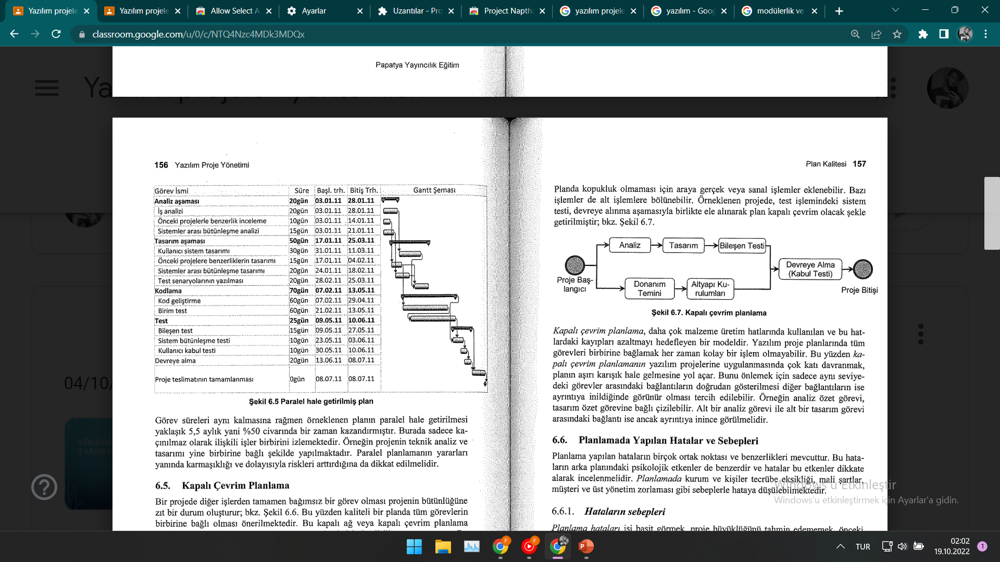 Yazılım projele
Yazılım projele
Allow Select A
Ayarlar
Uzantılar - Pro
Project Naptha
yazılım projele
yazılım - Goog
modülerlik ve
classroom.google.com/u/0/c/NTQ4Nzc4MDk3MDQx
Papatya Yayıncılık Eğitim
156 Yazılım Proje Yönetimi
Görev İsmi Süre Başl. trh. Bitiş Trh. Gantt Şeması
Analiz aşaması 20gün 03.01.11 28.01.11
İş analizi 20gün 03.01.11 28.01.11
Önceki projelerle benzerlik inceleme 10gün 03.01.11 14.01.11
Sistemler arası bütünleşme analizi 15gün 03.01.11 21.01.11
Tasarım aşaması 50gün 17.01.11 25.03.11
Kullanıcı sistem tasarımı 30gün 31.01.11 11.03.11
Önceki projelere benzerliklerin tasarımı 15gün 17.01.11 04.02.11
Sistemler arası bütünleşme tasarımı 20gün 24.01.11 18.02.11
Test senaryolarının yazılması 20gün 28.02.11 25.03.11
Kodlama 70gün 07.02.11 13.05.11
Kod geliştirme 60gün 07.02.11 29.04.11
Birim test 60gün 21.02.11 13.05.11
Test 25gün 09.05.11 10.06.11
Bileşen test 15gün 09.05.11 27.05.11
Sistem bütünleşme testi 10gün 23.05.11 03.06.11
Kullanıcı kabul testi 10gün 30.05.11 10.06.11
Devreye alma 20gün 13.06.11 08.07.11
Proje teslimatının tamamlanması 0gün 08.07.11 08.07.11
Şekil 6.5 Paralel hale getirilmiş plan
Görev süreleri aynı kalmasına rağmen örneklenen planın paralel hale getirilmesi
yaklaşık 5,5 aylık yani %50 civarında bir zaman kazandırmıştır. Burada sadece ka-
çınılmaz olarak ilişkili işler birbirini izlemektedir. Örneğin projenin teknik analiz ve
tasarımı yine birbirine bağlı şekilde yapılmaktadır. Paralel planlamanın yararları
yanında karmaşıklığı ve dolayısıyla riskleri arttırdığına da dikkat edilmelidir.
6.5. Kapalı Çevrim Planlama
Bir projede diğer işlerden tamamen bağımsız bir görev olması projenin bütünlüğüne
zıt bir durum oluşturur; bkz. Şekil 6.6. Bu yüzden kaliteli bir planda tüm görevlerin
birbirine bağlı olması önerilmektedir. Bu kapalı ağ veya kapalı çevrim planlama
Plan Kalitesi 157
Planda kopukluk olmaması için araya gerçek veya sanal işlemler eklenebilir. Bazı
işlemler de alt işlemlere bölünebilir. Örneklenen projede, test işlemindeki sistem
testi, devreye alınma aşamasıyla birlikte ele alınarak plan kapalı çevrim olacak şekle
getirilmiştir; bkz. Şekil 6.7.
Analiz
Tasarım
Bileşen Testi
Proje Baş-
langıcı
Donanım
Temini
Altyapı Ku-
rulumları
Devreye Alma
(Kabul Testi)
Proje Bitişi
Şekil 6.7. Kapalı çevrim planlama
Kapalı çevrim planlama, daha çok malzeme üretim hatlarında kullanılan ve bu hat-
lardaki kayıpları azaltmayı hedefleyen bir modeldir. Yazılım proje planlarında tüm
görevleri birbirine bağlamak her zaman kolay bir işlem olmayabilir. Bu yüzden ka-
palı çevrim planlamanın yazılım projelerine uygulanmasında çok katı davranmak,
planın aşırı karışık hale gelmesine yol açar. Bunu önlemek için sadece aynı seviye-
deki görevler arasındaki bağlantıların doğrudan gösterilmesi diğer bağlantıların ise
ayrıntıya inildiğinde görünür olması tercih edilebilir. Örneğin analiz özet görevi,
tasarım özet görevine bağlı çizilebilir. Alt bir analiz görevi ile alt bir tasarım görevi
arasındaki bağlantı ise ancak ayrıntıya inince görülmelidir.
6.6. Planlamada Yapılan Hatalar ve Sebepleri
Planlama yapılan hataların birçok ortak noktası ve benzerlikleri mevcuttur. Bu hata-
ların arka planındaki psikolojik etkenler de benzerdir ve hatalar bu etkenler dikkate
alarak incelenmelidir. Planlamada kurum ve kişiler tecrübe eksikliği, mali şartlar,
müşteri ve üst yönetim zorlaması gibi sebeplerle hataya düşülebilmektedir.
6.6.1. Hataların sebepleri
Planlama hataları işi basit görmek, proje büyüklüğünü tahmin edememek, önceki
Windows'u Etkinleştir
Windows'u etkinleştirmek için Ayarlar'a gidin.
04/10/
TUR
02:02
19.10.2022
1